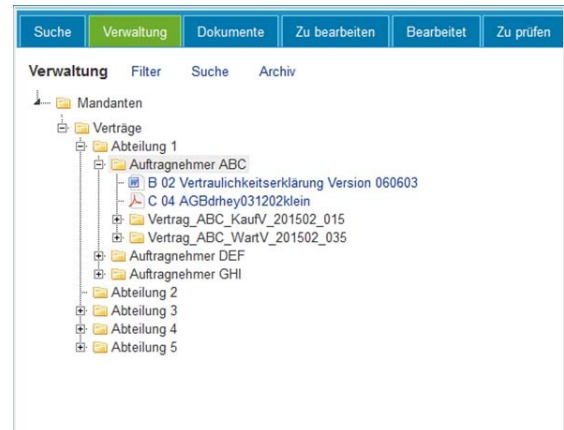 Suche Verwaltung Dokumente Zu bearbeiten Bearbeitet Zu prüfen
Verwaltung Filter Suche Archiv
Mandanten
Verträge
Abteilung 1
Auftragnehmer ABC
B 02 Vertraulichkeitserklärung Version 060603
C 04 AGBdrhey031202klein
Vertrag_ABC_KaufV_201502_015
Vertrag_ABC_WartV_201502_035
Auftragnehmer DEF
Auftragnehmer GHI
Abteilung 2
Abteilung 3
Abteilung 4
Abteilung 5